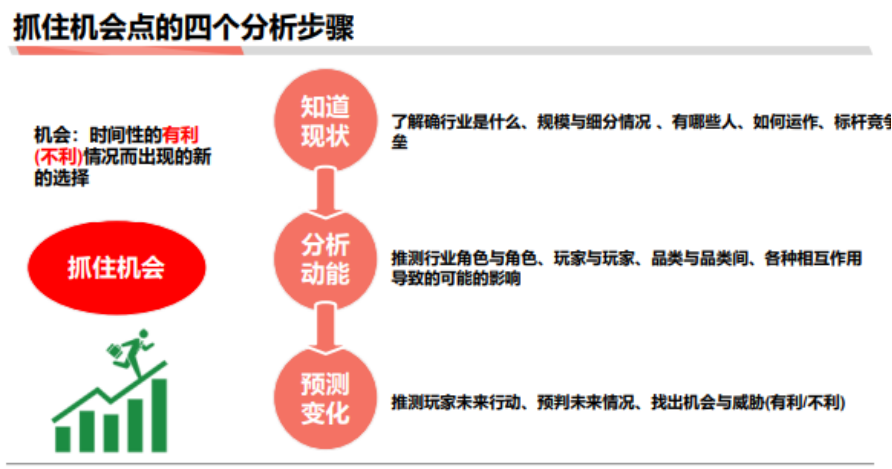 抓住机会点的四个分析步骤
机会：时间性的有利
(不利)情况而出现的新
的选择
抓住机会
知道
现状
了解确行业是什么、规模与细分情况 、有哪些人、如何运作、标杆竞争
垒
分析
动能
推测行业角色与角色、玩家与玩家、品类与品类间、各种相互作用
导致的可能的影响
预测
变化
推测玩家未来行动、预判未来情况、找出机会与威胁(有利/不利)